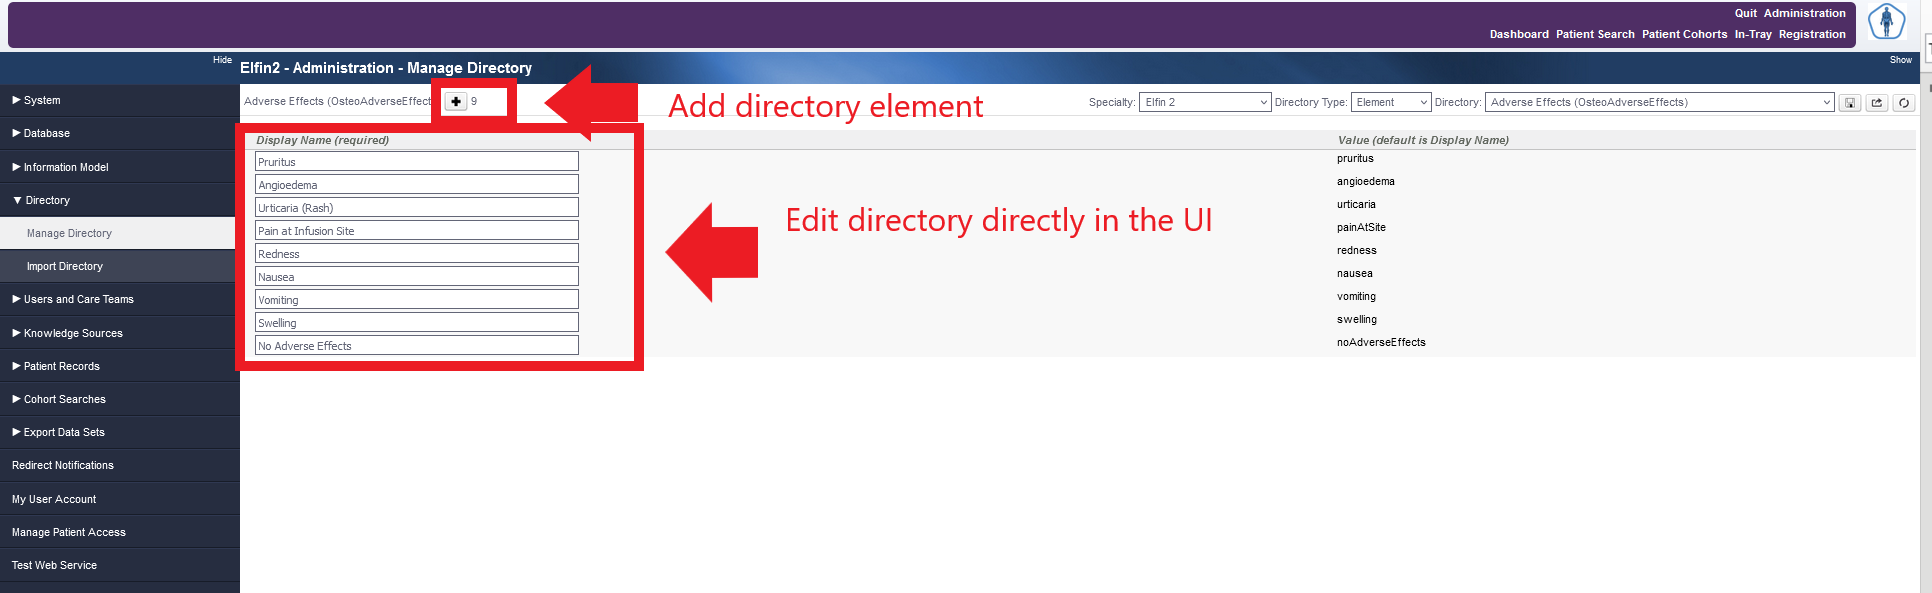 Quit Administration
Dashboard Patient Search Patient Cohorts In-Tray Registration
Hide
Elfin2 - Administration - Manage Directory
Show
System
Database
Information Model
Directory
Manage Directory
Import Directory
Users and Care Teams
Knowledge Sources
Patient Records
Cohort Searches
Export Data Sets
Redirect Notifications
My User Account
Manage Patient Access
Test Web Service
Adverse Effects (OsteoAdverseEffect 9
Add directory element
Specialty: Elfin 2 Directory Type: Element Directory: Adverse Effects (OsteoAdverseEffects)
Display Name (required) Value (default is Display Name)
Pruritus pruritus
Angioedema angioedema
Urticaria (Rash) urticaria
Pain at Infusion Site painAtSite
Redness redness
Nausea nausea
Vomiting vomiting
Swelling swelling
No Adverse Effects noAdverseEffects
Edit directory directly in the UI